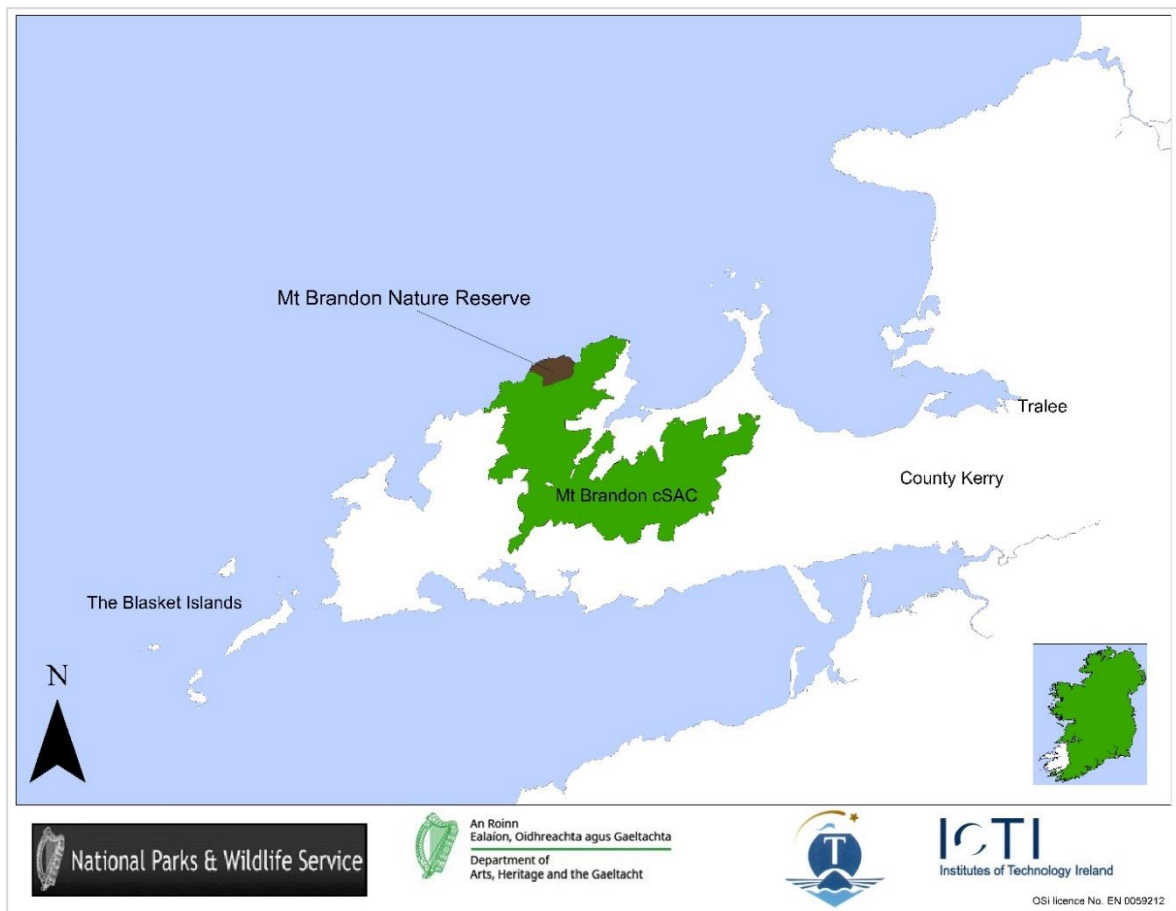 Mt Brandon Nature Reserve
Tralee
County Kerry
Mt Brandon cSAC
The Blasket Islands
N
National Parks & Wildlife Service
An Roinn
Ealaíon, Oidhreachta agus Gaeltachta
Department of
Arts, Heritage and the Gaeltacht
T
IOTI
Institutes of Technology Ireland
OSi licence No. EN 0059212